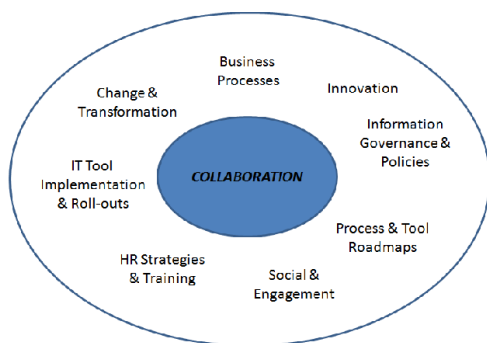 Business
Processes
Innovation
Information
Governance &
Policies
Process & Tool
Roadmaps
Social &
Engagement
HR Strategies
& Training
IT Tool
Implementation
& Roll-outs
Change &
Transformation
COLLABORATION